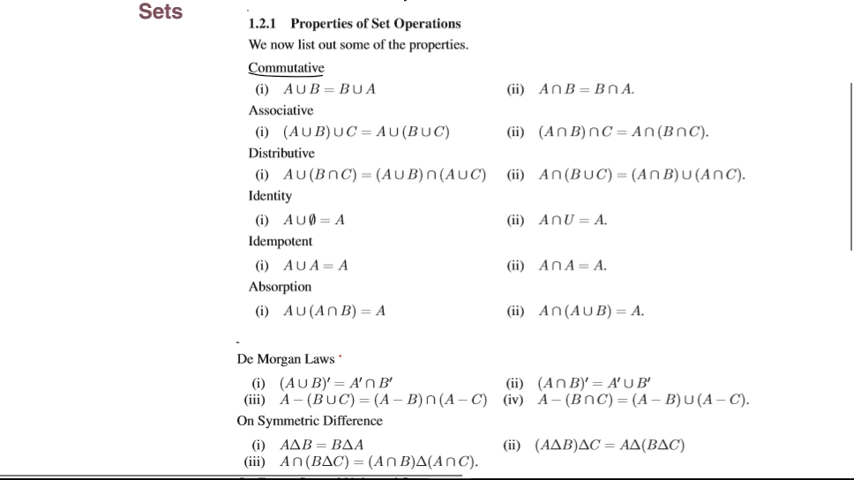 Sets
1.2.1 Properties of Set Operations
We now list out some of the properties.
Commutative
(i) A∪B = B∪A (ii) A∩B = B∩A.
Associative
(i) (A∪B)∪C = A∪(B∪C) (ii) (A∩B)∩C = A∩(B∩C).
Distributive
(i) A∪(B∩C) = (A∪B)∩(A∪C) (ii) A∩(B∪C) = (A∩B)∪(A∩C).
Identity
(i) A∪∅ = A (ii) A∩U = A.
Idempotent
(i) A∪A = A (ii) A∩A = A.
Absorption
(i) A∪(A∩B) = A (ii) A∩(A∪B) = A.
De Morgan Laws
(i) (A∪B)′ = A′∩B′ (ii) (A∩B)′ = A′∪B′
(iii) A−(B∪C) = (A−B)∩(A−C) (iv) A−(B∩C) = (A−B)∪(A−C).
On Symmetric Difference
(i) AΔB = BΔA (ii) (AΔB)ΔC = AΔ(BΔC)
(iii) A∩(BΔC) = (A∩B)Δ(A∩C).